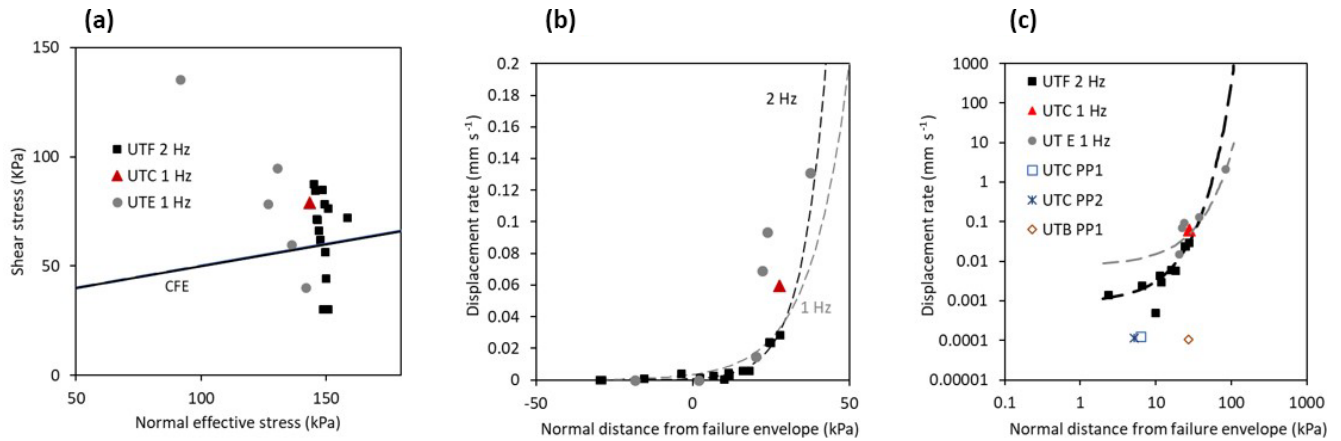 (a)
Shear stress (KPa)
150
100
50
0
UTF 2 Hz
UTC 1 Hz
UTE 1 Hz
CFE
50
100
150
Normal effective stress (kPa)
(b)
Displacement rate (mm s⁻¹)
0.2
0.18
0.16
0.14
0.12
0.1
0.08
0.06
0.04
0.02
0
2 Hz
1 Hz
-50
0
50
Normal distance from failure envelope (kPa)
(c)
Displacement rate (mm s⁻¹)
1000
100
10
1
0.1
0.01
0.001
0.0001
0.00001
UTF 2 Hz
UTC 1 Hz
UT E 1 Hz
UTC PP1
UTC PP2
UTB PP1
0.1
1
10
100
1000
Normal distance from failure envelope (kPa)